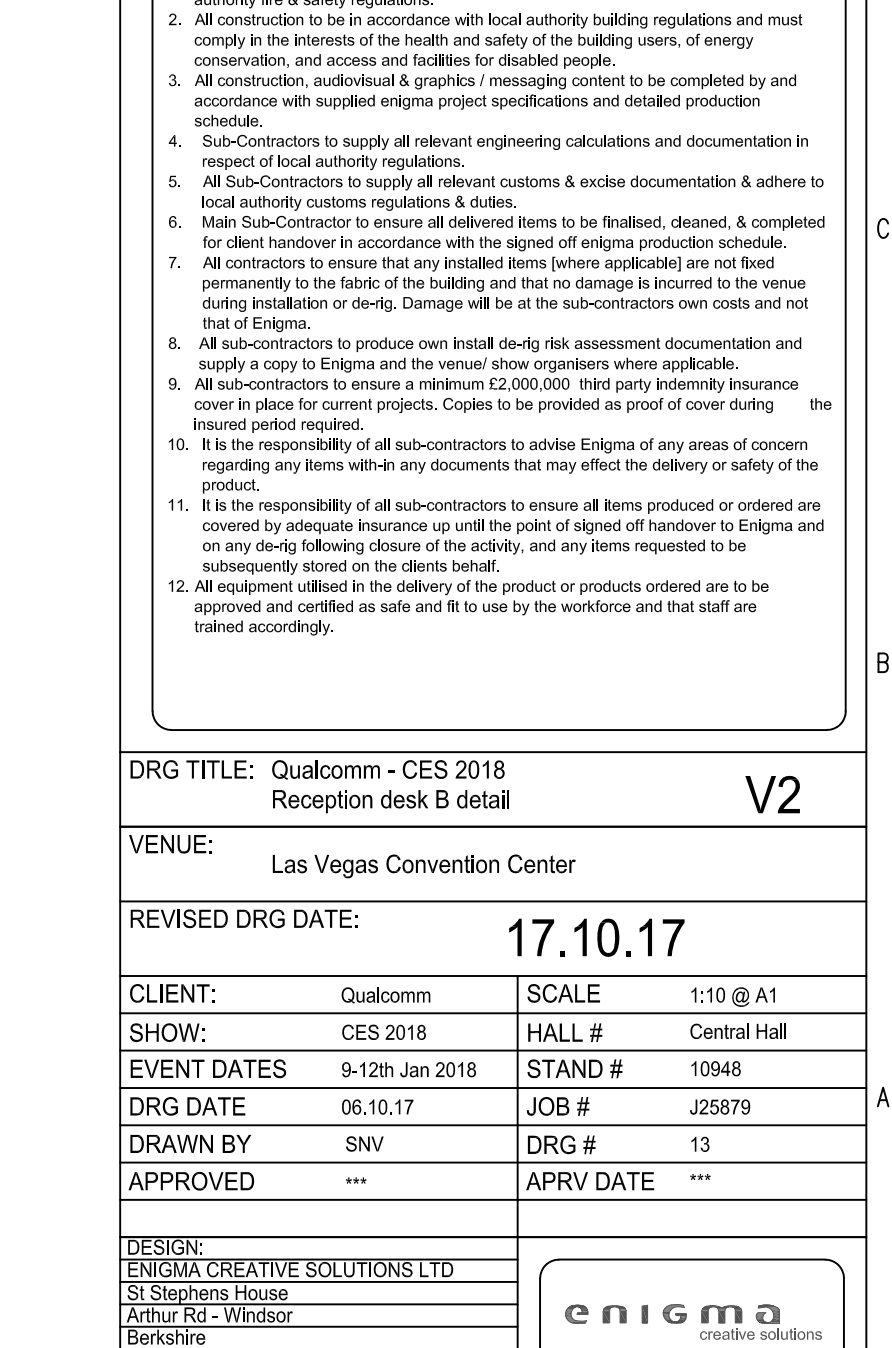 authority fire & safety regulations.
2. All construction to be in accordance with local authority building regulations and must
comply in the interests of the health and safety of the building users, of energy
conservation, and access and facilities for disabled people.
3. All construction, audiovisual & graphics / messaging content to be completed by and
accordance with supplied enigma project specifications and detailed production
schedule.
4. Sub-Contractors to supply all relevant engineering calculations and documentation in
respect of local authority regulations.
5. All Sub-Contractors to supply all relevant customs & excise documentation & adhere to
local authority customs regulations & duties.
6. Main Sub-Contractor to ensure all delivered items to be finalised, cleaned, & completed
for client handover in accordance with the signed off enigma production schedule.
7. All contractors to ensure that any installed items [where applicable] are not fixed
permanently to the fabric of the building and that no damage is incurred to the venue
during installation or de-rig. Damage will be at the sub-contractors own costs and not
that of Enigma.
8. All sub-contractors to produce own install de-rig risk assessment documentation and
supply a copy to Enigma and the venue/ show organisers where applicable.
9. All sub-contractors to ensure a minimum £2,000,000 third party indemnity insurance
cover in place for current projects. Copies to be provided as proof of cover during the
insured period required.
10. It is the responsibility of all sub-contractors to advise Enigma of any areas of concern
regarding any items with-in any documents that may effect the delivery or safety of the
product.
11. It is the responsibility of all sub-contractors to ensure all items produced or ordered are
covered by adequate insurance up until the point of signed off handover to Enigma and
on any de-rig following closure of the activity, and any items requested to be
subsequently stored on the clients behalf.
12. All equipment utilised in the delivery of the product or products ordered are to be
approved and certified as safe and fit to use by the workforce and that staff are
trained accordingly.
C
B
A
DRG TITLE: Qualcomm - CES 2018
Reception desk B detail
V2
VENUE:
Las Vegas Convention Center
REVISED DRG DATE:
17.10.17
CLIENT: Qualcomm SCALE 1:10 @ A1
SHOW: CES 2018 HALL # Central Hall
EVENT DATES 9-12th Jan 2018 STAND # 10948
DRG DATE 06.10.17 JOB # J25879
DRAWN BY SNV DRG # 13
APPROVED *** APRV DATE ***
DESIGN:
ENIGMA CREATIVE SOLUTIONS LTD
St Stephens House
Arthur Rd - Windsor
Berkshire
enigma
creative solutions